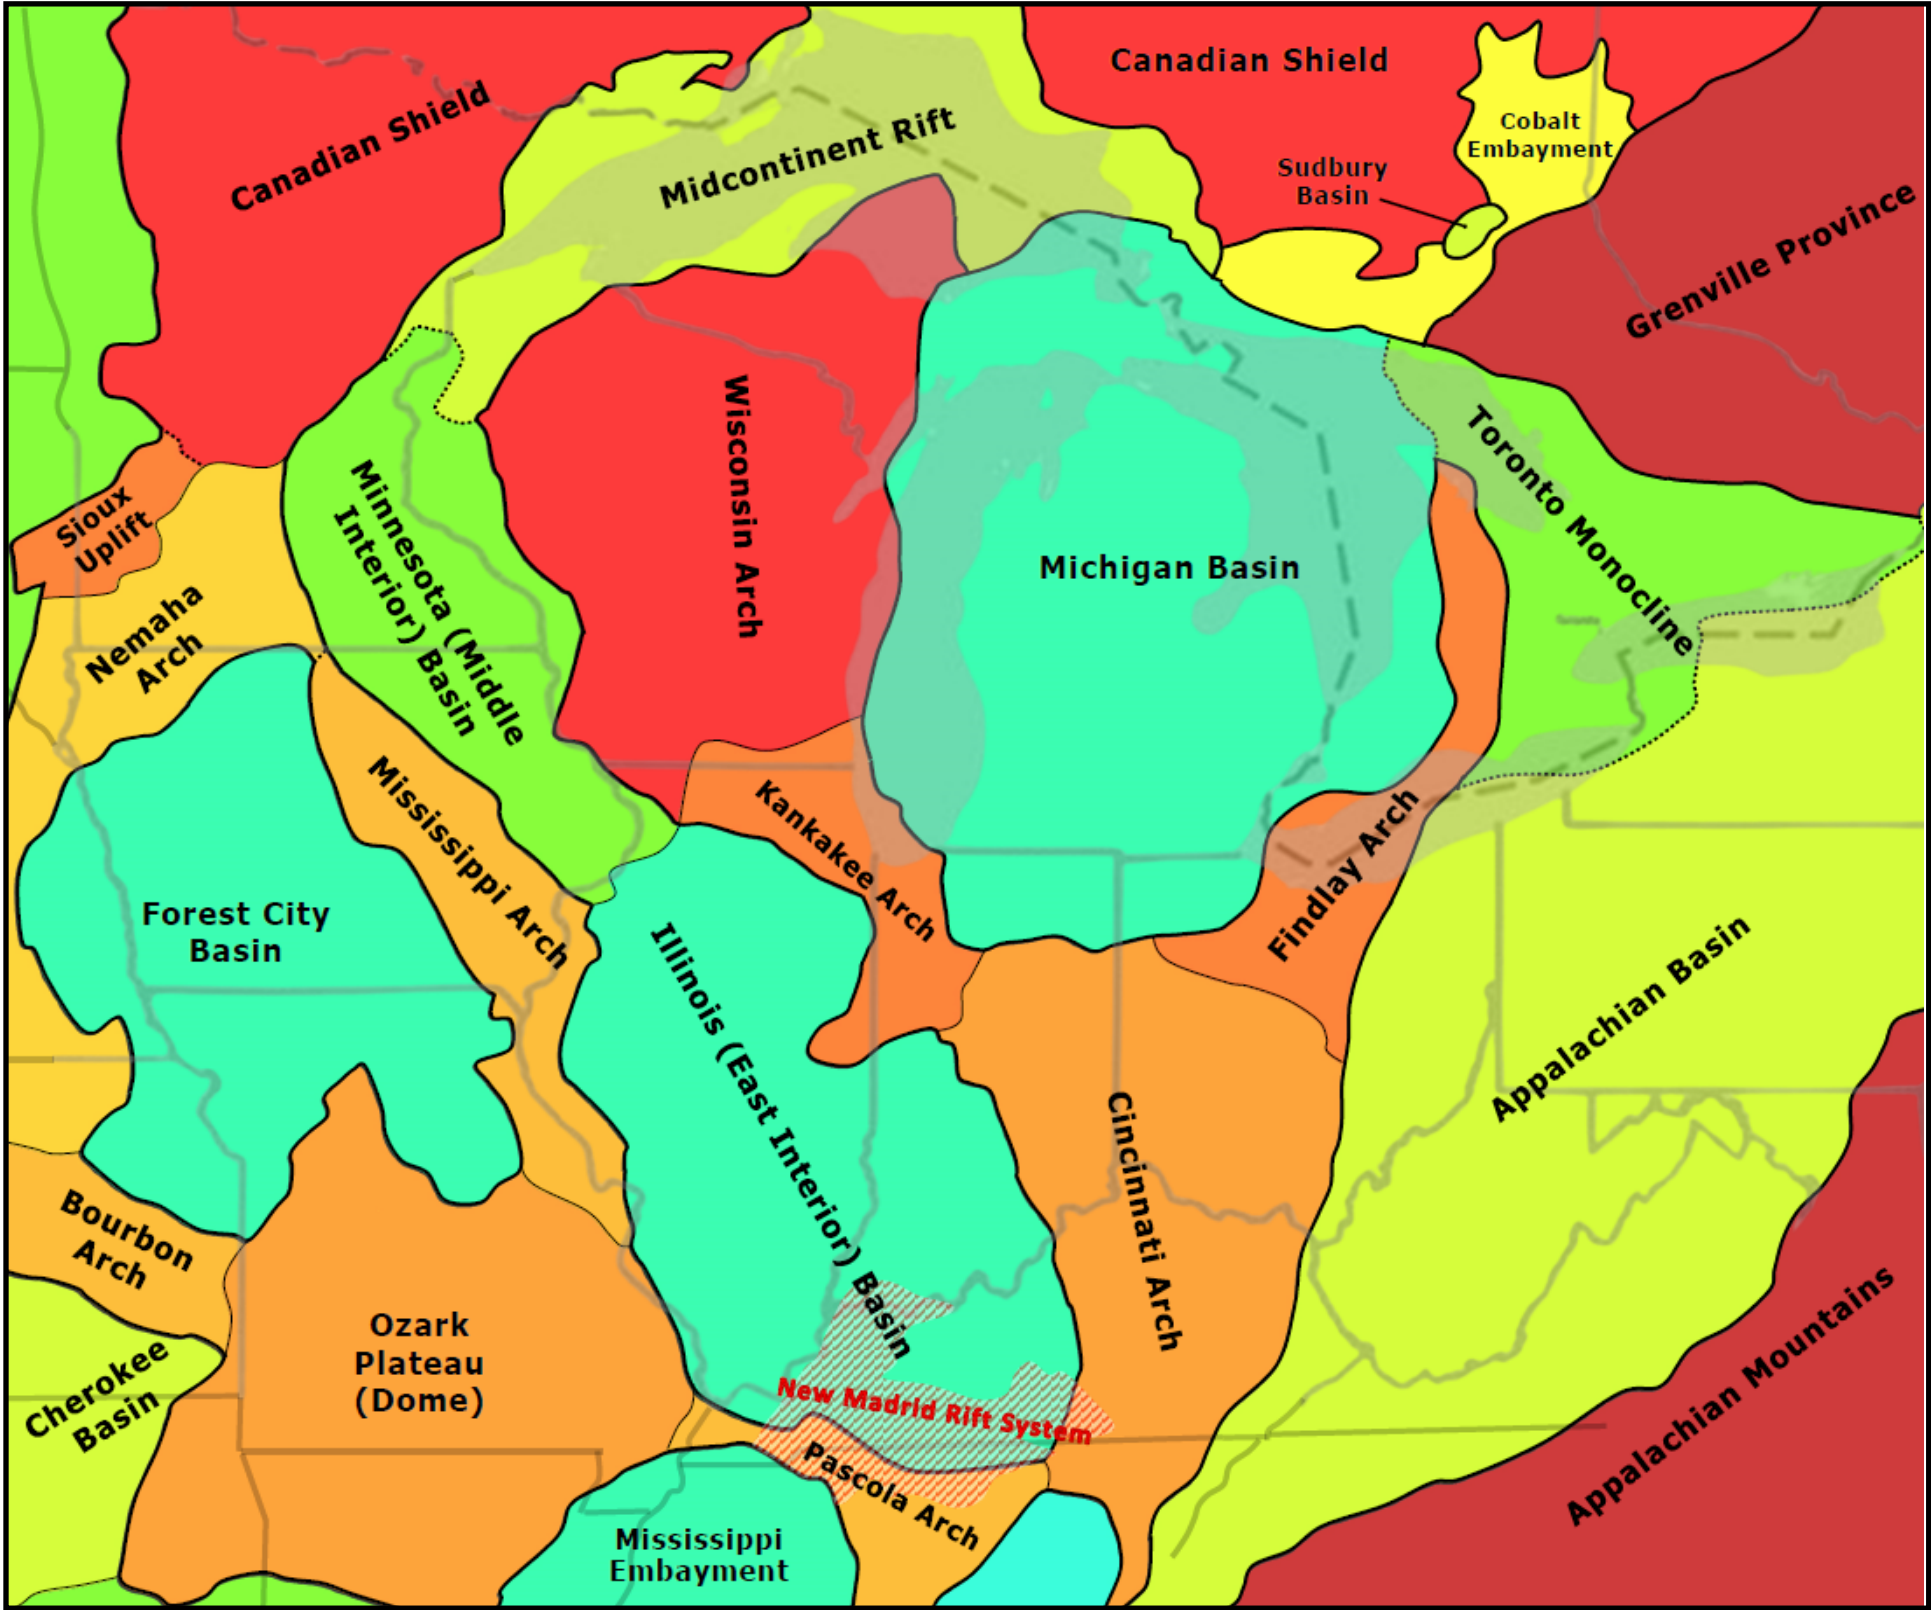 Canadian Shield
Canadian Shield
Midcontinent Rift
Cobalt
Embayment
Sudbury
Basin
Grenville Province
Wisconsin Arch
Toronto Monocline
Sioux
Uplift
Minnesota (Middle
Interior) Basin
Michigan Basin
Nemaha
Arch
Toronto
Mississippi Arch
Kankakee Arch
Findlay Arch
Forest City
Basin
Illinois (East Interior) Basin
Appalachian Basin
Cincinnati Arch
Bourbon
Arch
Ozark
Plateau
(Dome)
Cherokee
Basin
New Madrid Rift System
Pascola Arch
Appalachian Mountains
Mississippi
Embayment